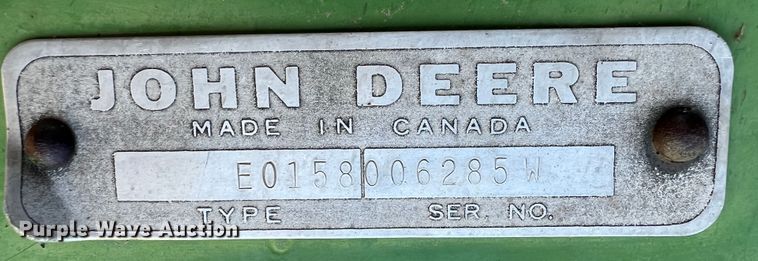 JOHN DEERE
MADE IN CANADA
E0158 006285W
TYPE SER. NO.
Purple Wave Auction